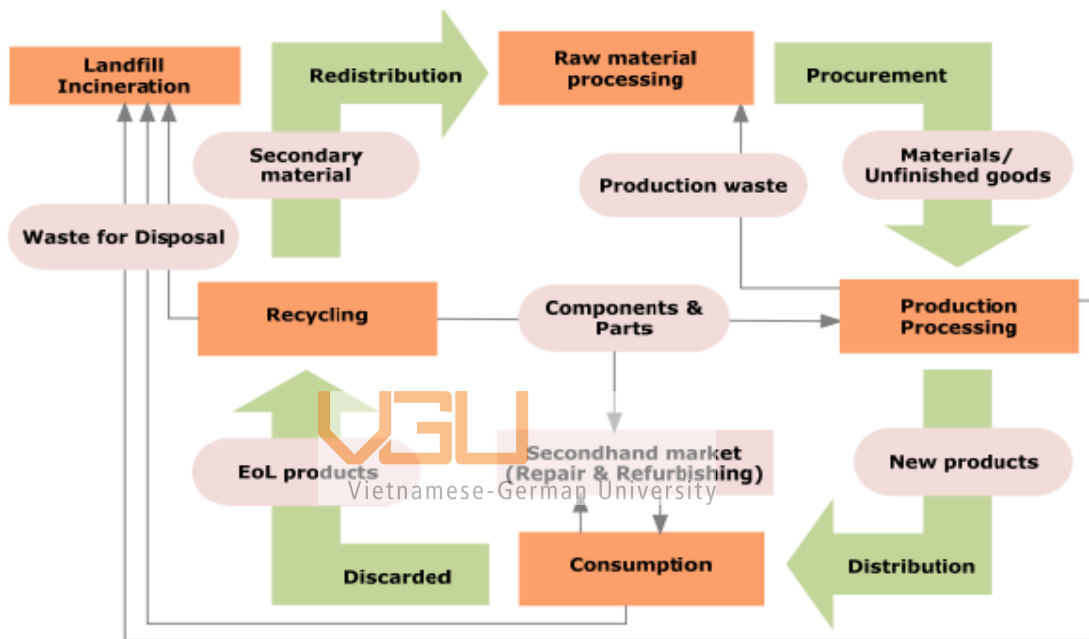 Landfill
Incineration
Redistribution
Raw material
processing
Procurement
Secondary
material
Production waste
Materials/
Unfinished goods
Waste for Disposal
Recycling
Components &
Parts
Production
Processing
VGU
Vietnamese-German University
EoL products
Secondhand market
(Repair & Refurbishing)
New products
Discarded
Consumption
Distribution